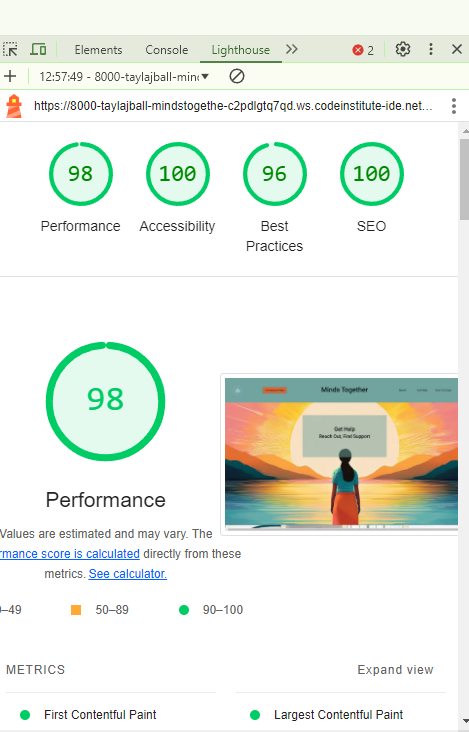 Elements Console Lighthouse 2
12:57:49 - 8000-taylajball-mind
https://8000-taylajball-mindstogethe-c2pdlgtq7qd.ws.codeinstitute-ide.net...
98 100 96 100
Performance Accessibility Best Practices SEO
98
Minds Together
Get Help
Reach Out, Find Support
Performance
Values are estimated and may vary. The
rmance score is calculated directly from these
metrics. See calculator.
–49 50–89 90–100
METRICS Expand view
First Contentful Paint Largest Contentful Paint